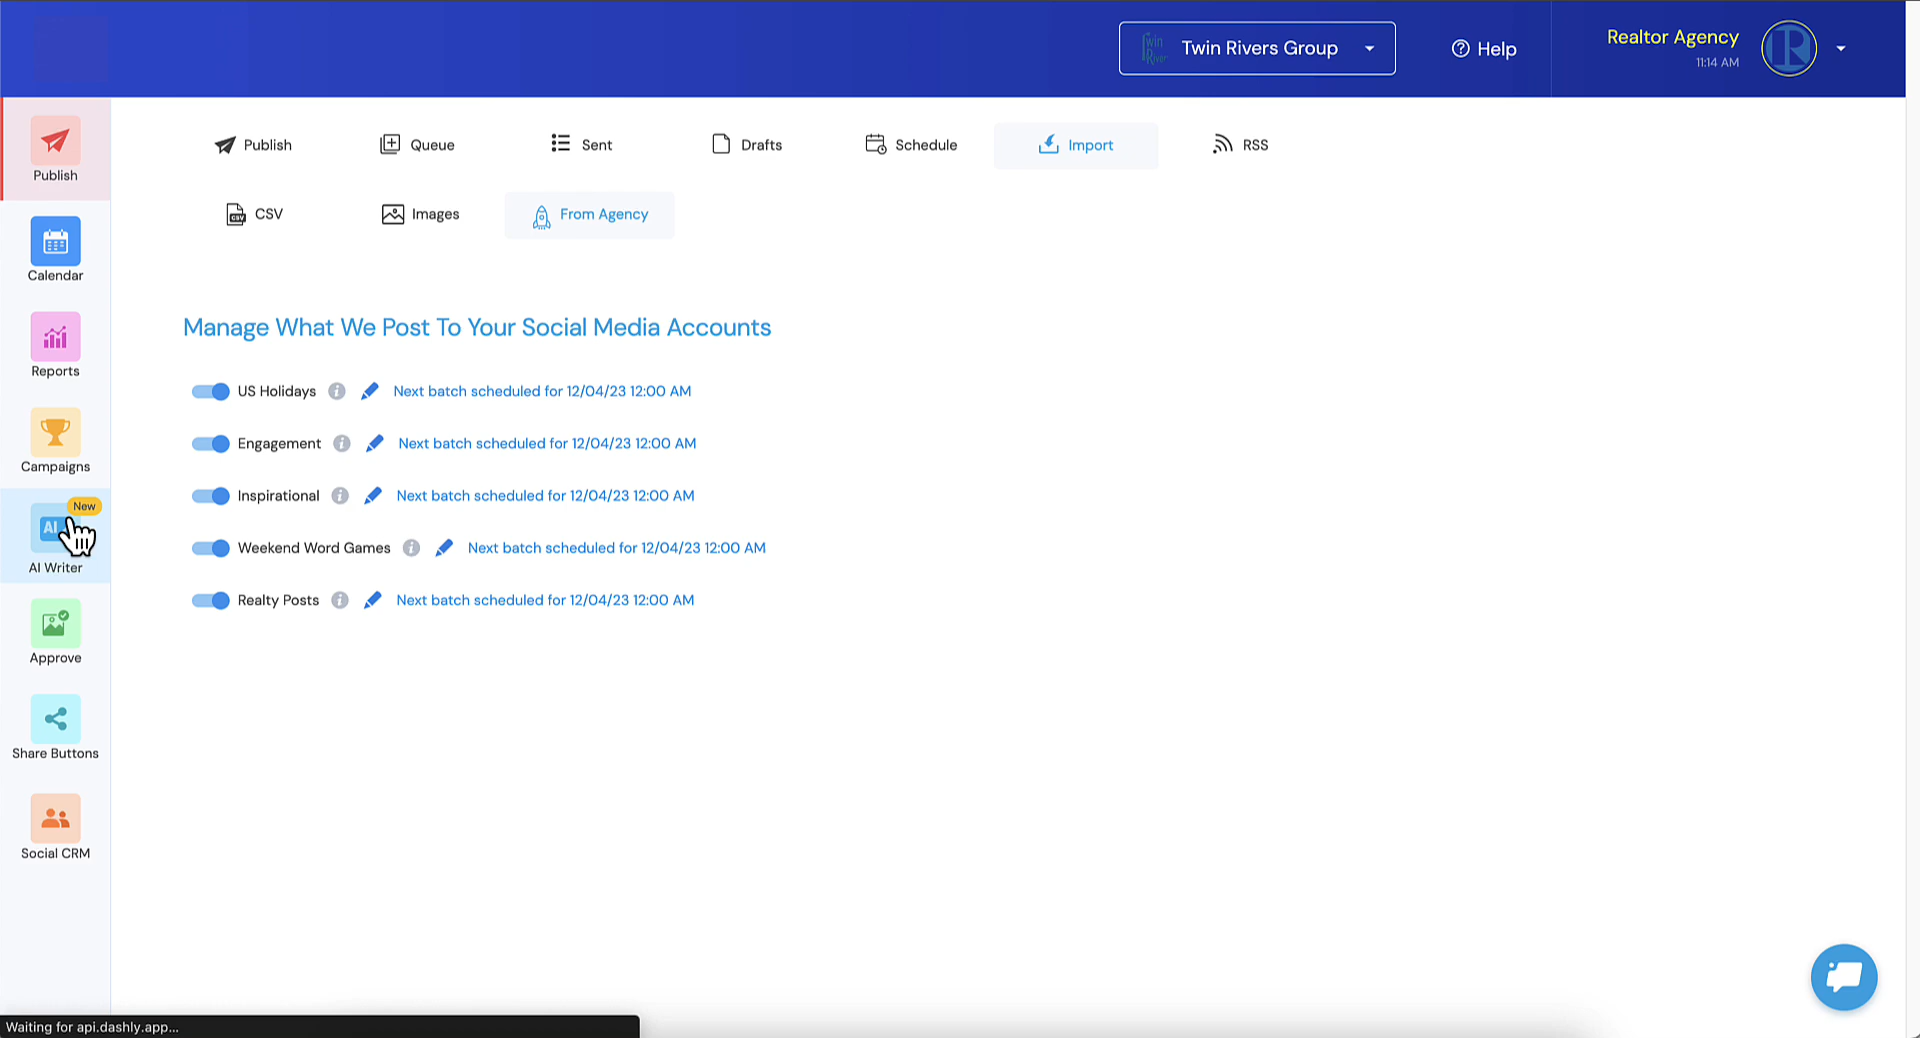 Twin River
Twin Rivers Group
Help
Realtor Agency
11:14 AM
R
Publish
Queue
Sent
Drafts
Schedule
Import
RSS
CSV
Images
From Agency
Publish
Calendar
Reports
Campaigns
New
AI
AI Writer
Approve
Share Buttons
Social CRM
Manage What We Post To Your Social Media Accounts
US Holidays Next batch scheduled for 12/04/23 12:00 AM
Engagement Next batch scheduled for 12/04/23 12:00 AM
Inspirational Next batch scheduled for 12/04/23 12:00 AM
Weekend Word Games Next batch scheduled for 12/04/23 12:00 AM
Realty Posts Next batch scheduled for 12/04/23 12:00 AM
Waiting for api.dashly.app...